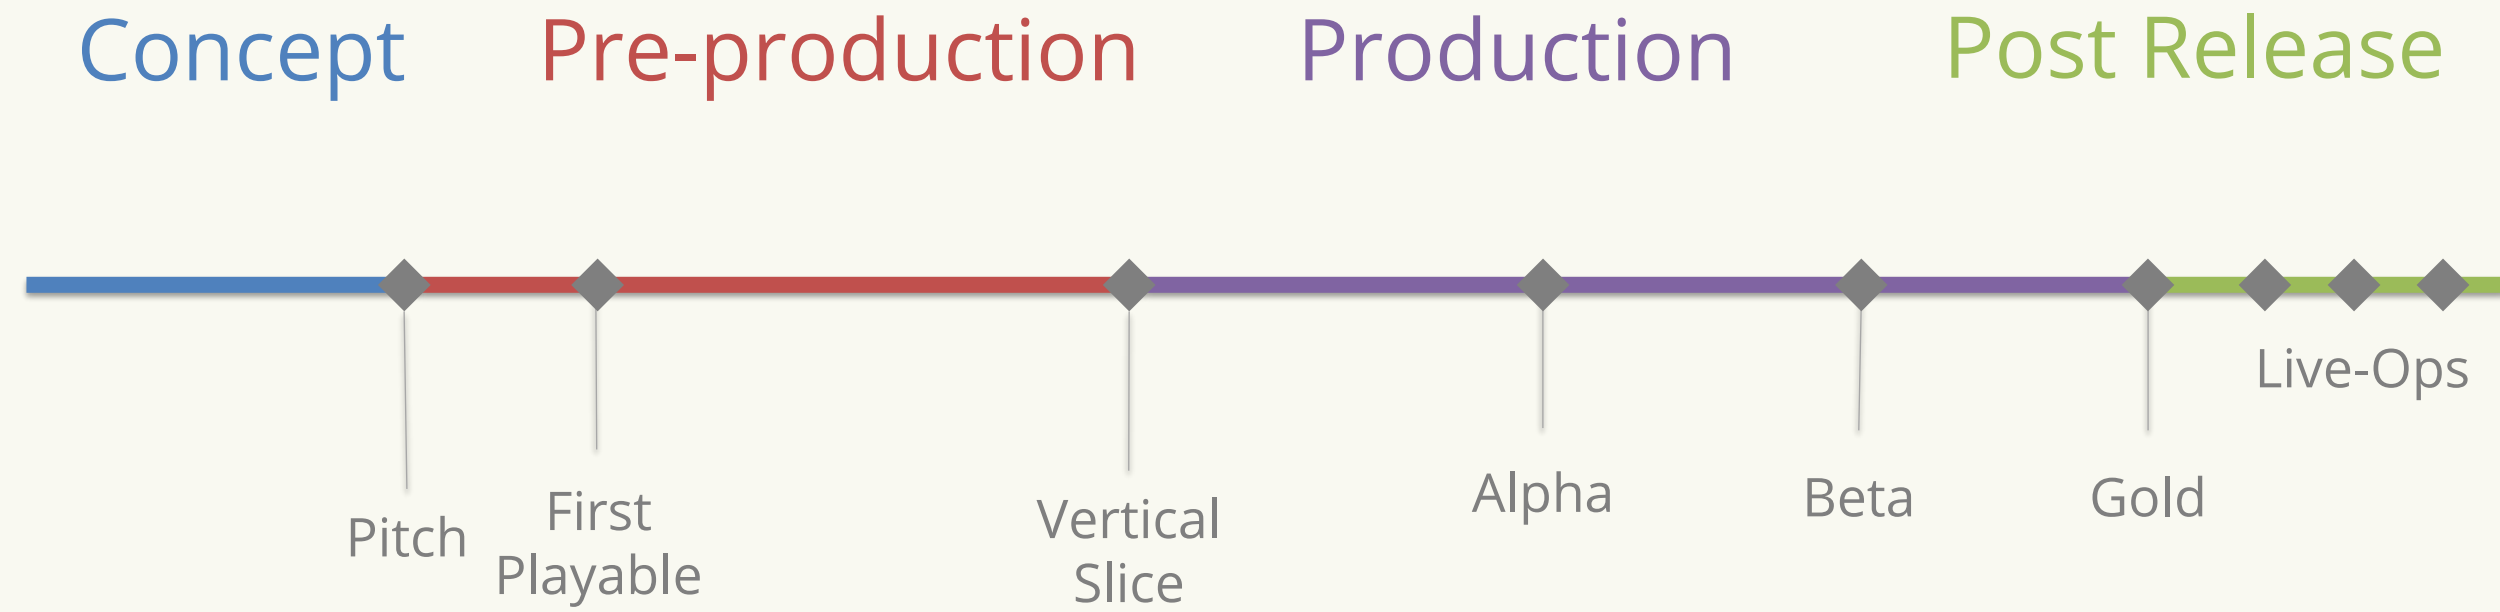 Concept
Pre-production
Production
Post Release
Live-Ops
Pitch
First
Playable
Vertical
Slice
Alpha
Beta
Gold